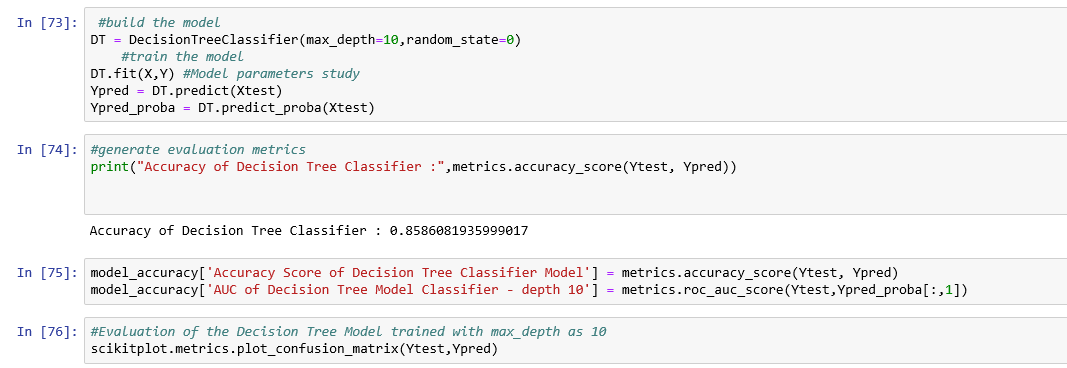 In [73]: #build the model
DT = DecisionTreeClassifier(max_depth=10,random_state=0)
#train the model
DT.fit(X,Y) #Model parameters study
Ypred = DT.predict(Xtest)
Ypred_proba = DT.predict_proba(Xtest)
In [74]: #generate evaluation metrics
print("Accuracy of Decision Tree Classifier :",metrics.accuracy_score(Ytest, Ypred))
Accuracy of Decision Tree Classifier : 0.8586081935999017
In [75]: model_accuracy['Accuracy Score of Decision Tree Classifier Model'] = metrics.accuracy_score(Ytest, Ypred)
model_accuracy['AUC of Decision Tree Model Classifier - depth 10'] = metrics.roc_auc_score(Ytest,Ypred_proba[:,1])
In [76]: #Evaluation of the Decision Tree Model trained with max_depth as 10
scikitplot.metrics.plot_confusion_matrix(Ytest,Ypred)